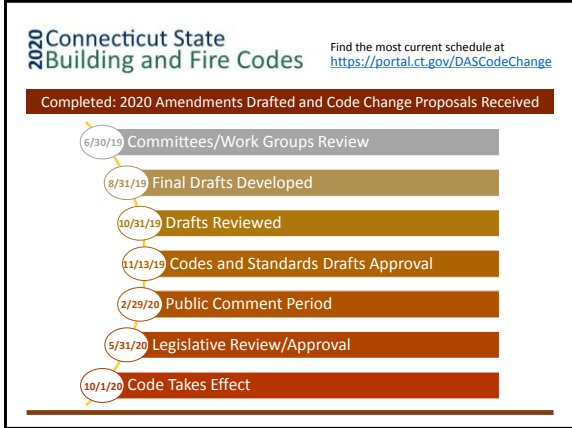 2020 Connecticut State
Building and Fire Codes
Find the most current schedule at
https://portal.ct.gov/DASCodeChange
Completed: 2020 Amendments Drafted and Code Change Proposals Received
6/30/19 Committees/Work Groups Review
8/31/19 Final Drafts Developed
10/31/19 Drafts Reviewed
11/13/19 Codes and Standards Drafts Approval
2/29/20 Public Comment Period
5/31/20 Legislative Review/Approval
10/1/20 Code Takes Effect